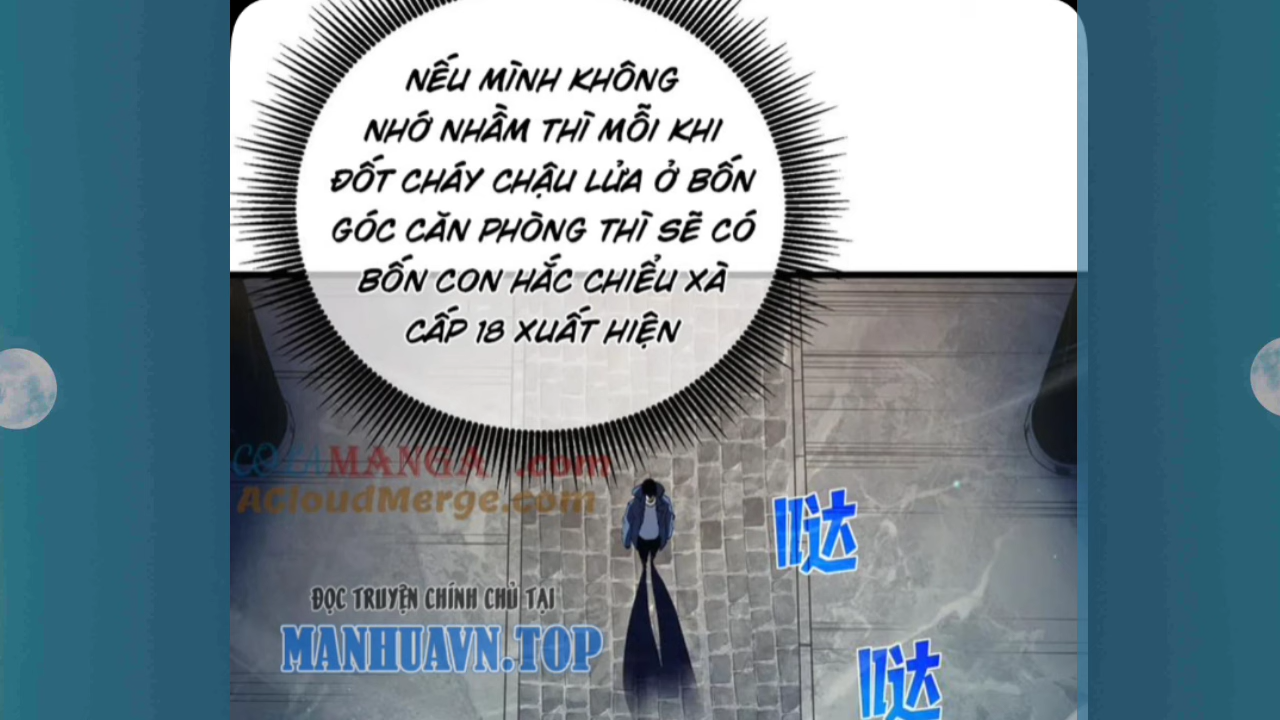 NẾU MÌNH KHÔNG
NHỚ NHẦM THÌ MỖI KHI
ĐỐT CHÁY CHẬU LỬA Ở BỐN
GÓC CĂN PHÒNG THÌ SẼ CÓ
BỐN CON HẮC CHIỂU XÀ
CẤP 18 XUẤT HIỆN
COLAMANGA.com
ACloudMerge.com
哒
ĐỌC TRUYỆN CHÍNH CHỦ TẠI
MANHUAVN.TOP
哒